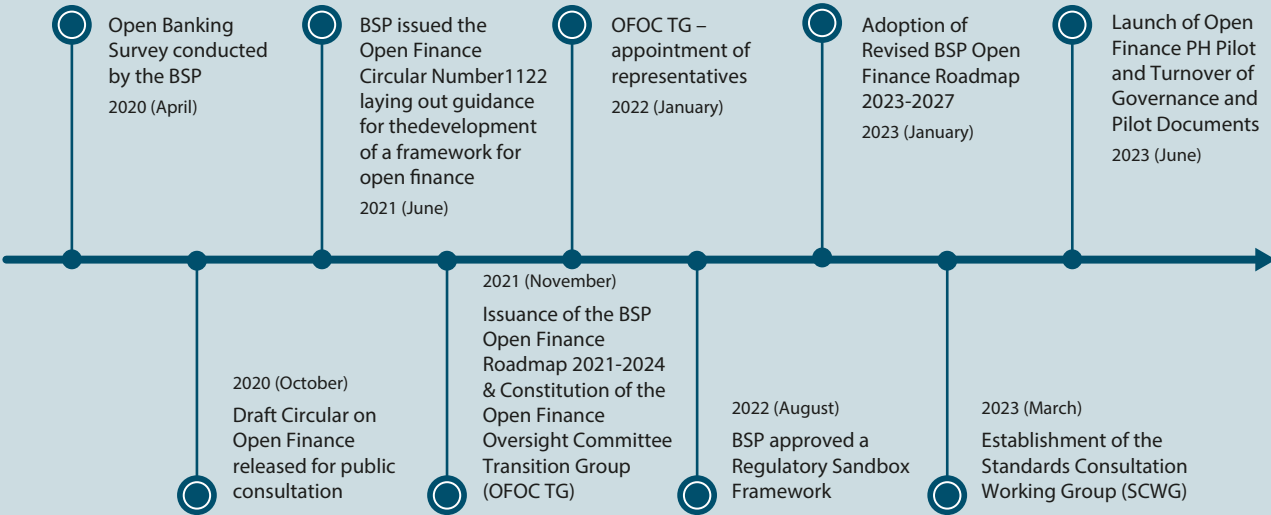 Open Banking
Survey conducted
by the BSP
2020 (April)
2020 (October)
Draft Circular on
Open Finance
released for public
consultation
BSP issued the
Open Finance
Circular Number1122
laying out guidance
for thedevelopment
of a framework for
open finance
2021 (June)
2021 (November)
Issuance of the BSP
Open Finance
Roadmap 2021-2024
& Constitution of the
Open Finance
Oversight Committee
Transition Group
(OFOC TG)
OFOC TG –
appointment of
representatives
2022 (January)
2022 (August)
BSP approved a
Regulatory Sandbox
Framework
Adoption of
Revised BSP Open
Finance Roadmap
2023-2027
2023 (January)
2023 (March)
Establishment of the
Standards Consultation
Working Group (SCWG)
Launch of Open
Finance PH Pilot
and Turnover of
Governance and
Pilot Documents
2023 (June)